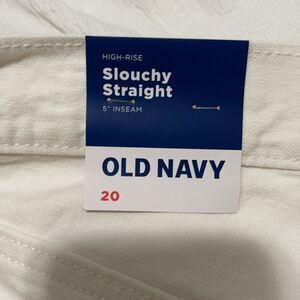 HIGH-RISE
Slouchy
Straight
5" INSEAM
OLD NAVY
20